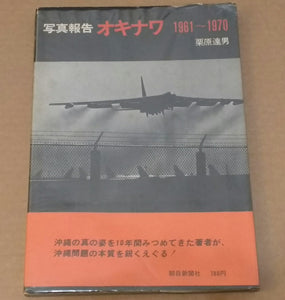 写真報告 オキナワ 1961～1970
栗原達男
沖縄の真の姿を10年間みつめてきた著者が、
沖縄問題の本質を鋭くえぐる!
朝日新聞社 780円